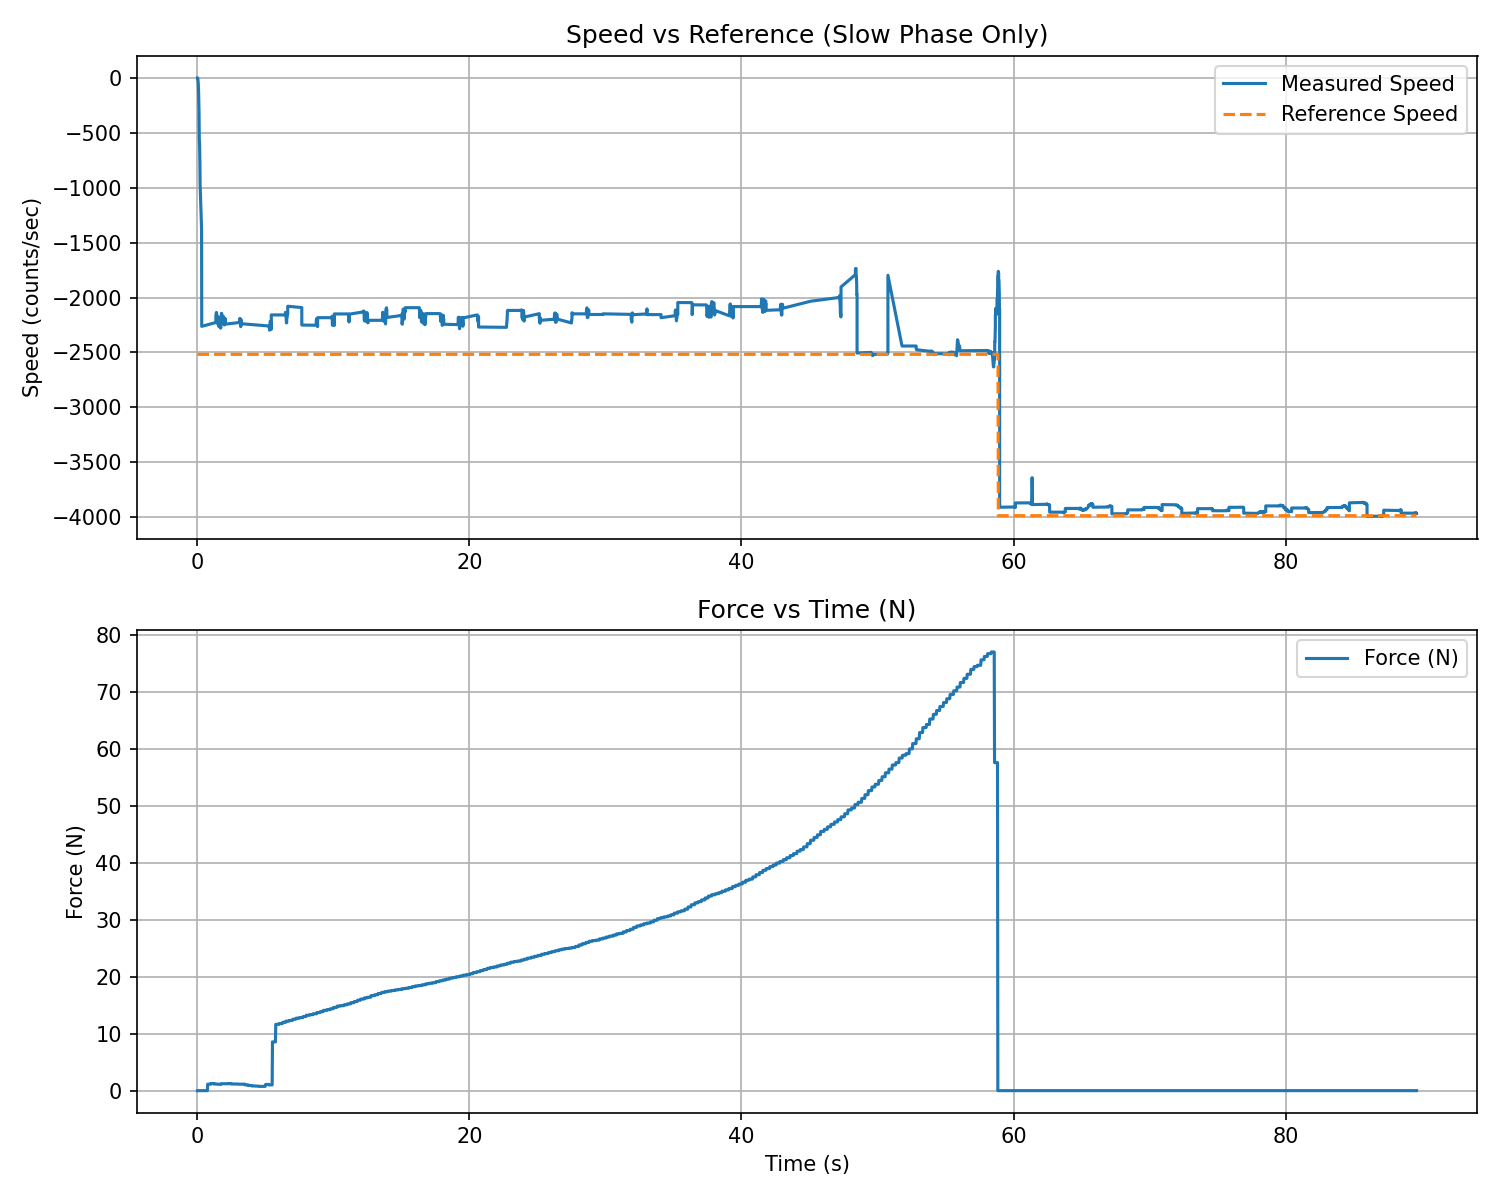 Speed vs Reference (Slow Phase Only)
Speed (counts/sec)
0
−500
−1000
−1500
−2000
−2500
−3000
−3500
−4000
Measured Speed
Reference Speed
0 20 40 60 80
Force vs Time (N)
Force (N)
80
70
60
50
40
30
20
10
0
Force (N)
0 20 40 60 80
Time (s)